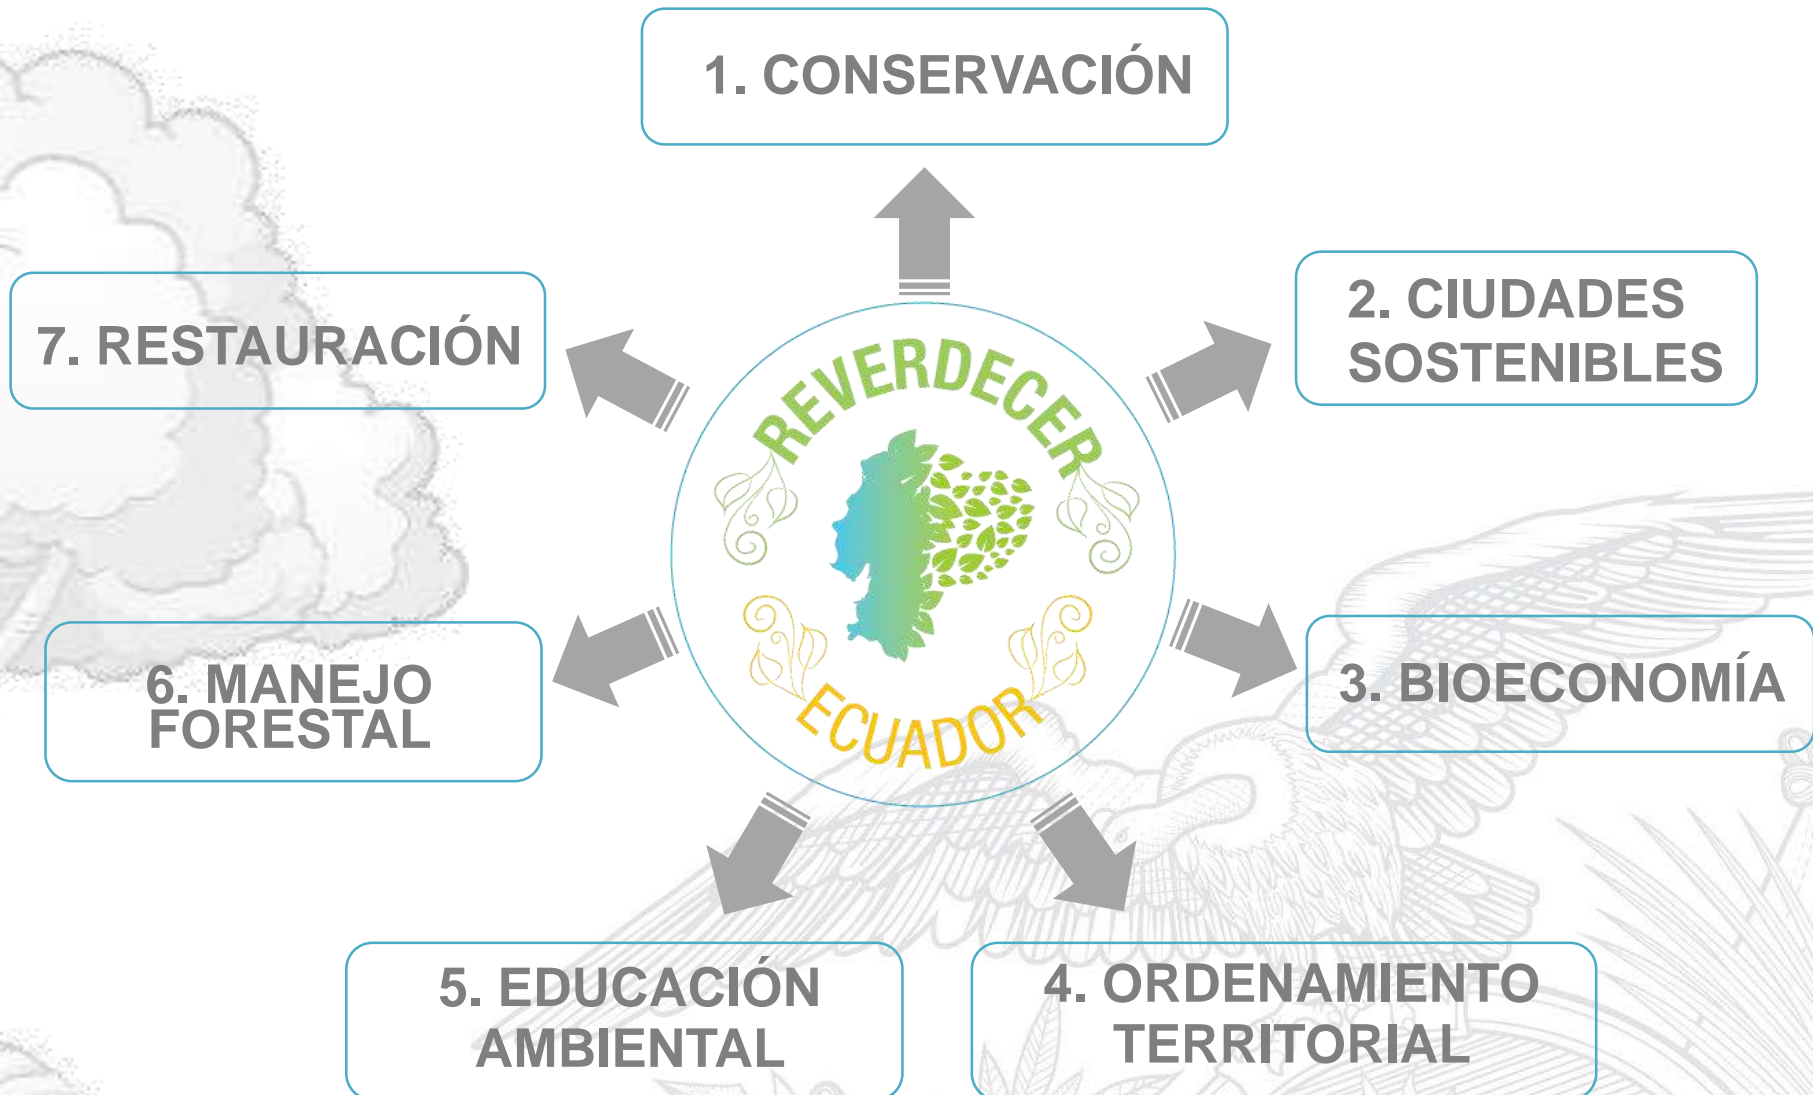 1. CONSERVACIÓN
2. CIUDADES
SOSTENIBLES
3. BIOECONOMÍA
4. ORDENAMIENTO
TERRITORIAL
5. EDUCACIÓN
AMBIENTAL
6. MANEJO
FORESTAL
7. RESTAURACIÓN
REVERDECER
ECUADOR